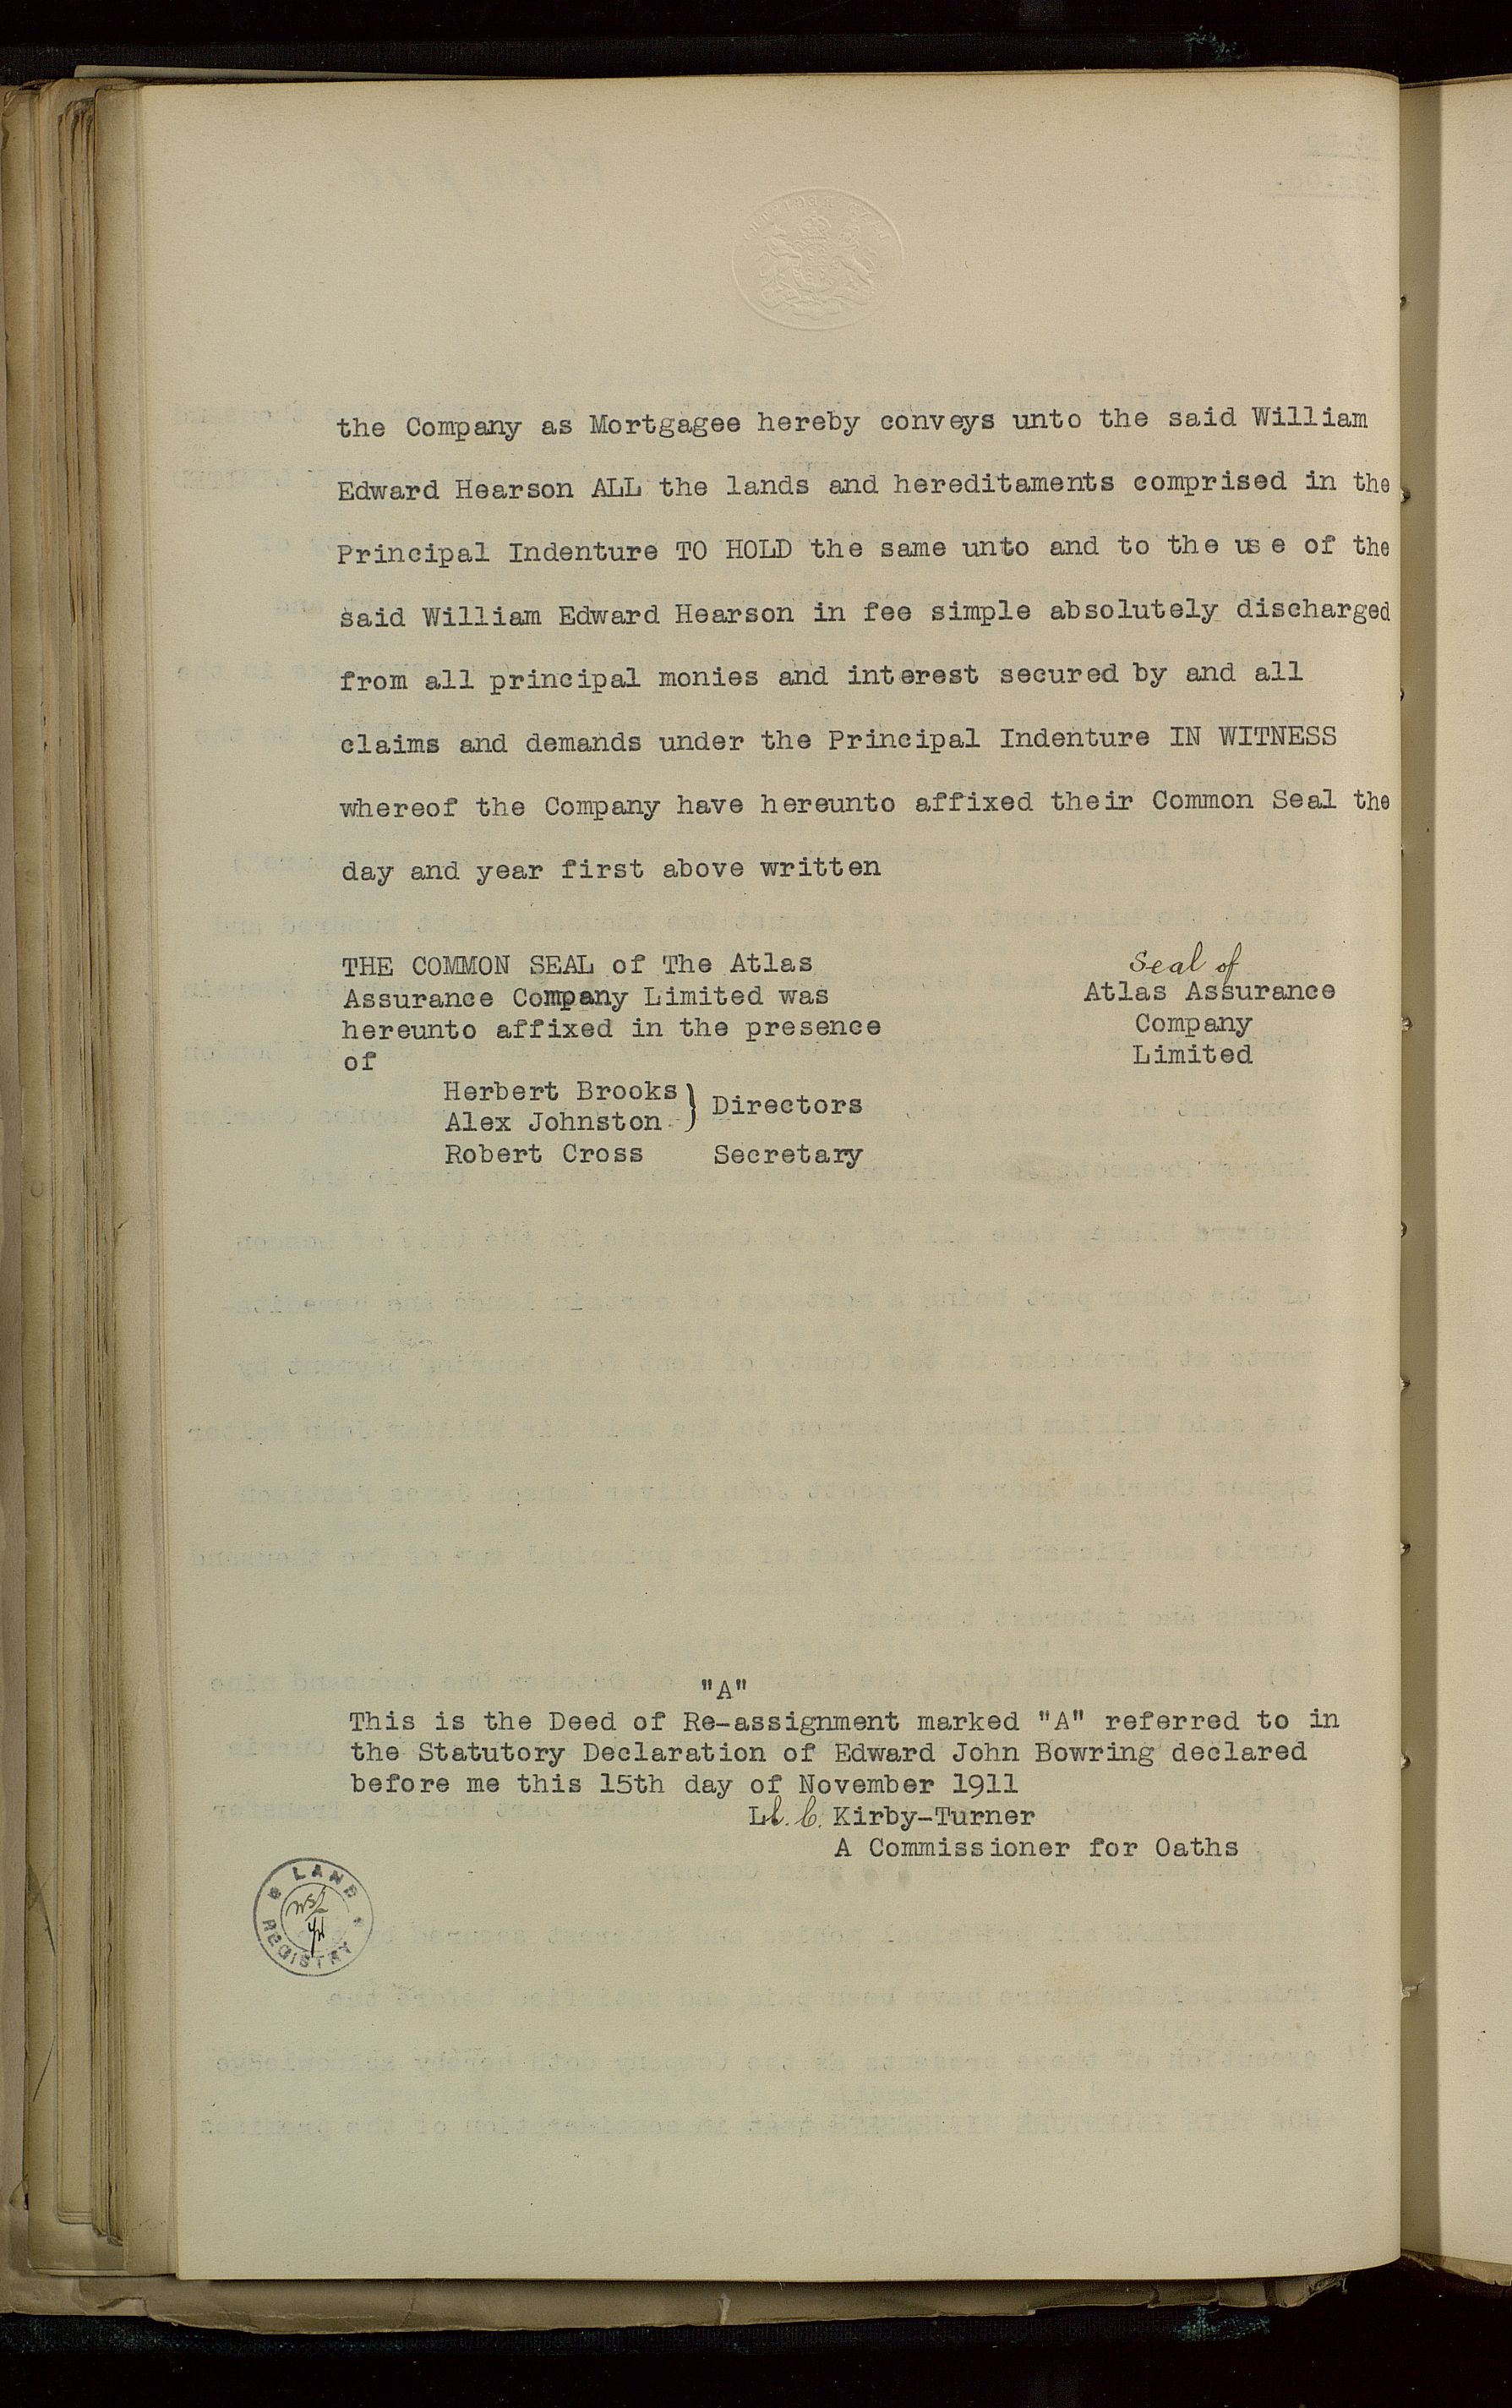 the Company as Mortgagee hereby conveys unto the said William
Edward Hearson ALL the lands and hereditaments comprised in the
Principal Indenture TO HOLD the same unto and to the use of the
said William Edward Hearson in fee simple absolutely discharged
from all principal monies and interest secured by and all
claims and demands under the Principal Indenture IN WITNESS
whereof the Company have hereunto affixed their Common Seal the
day and year first above written
THE COMMON SEAL of The Atlas
Assurance Company Limited was
hereunto affixed in the presence
of
Seal of
Atlas Assurance
Company
Limited
Herbert Brooks
Alex Johnston } Directors
Robert Cross Secretary
"A"
This is the Deed of Re-assignment marked "A" referred to in
the Statutory Declaration of Edward John Bowring declared
before me this 15th day of November 1911
Kirby-Turner
A Commissioner for Oaths
LAND
REGISTRY